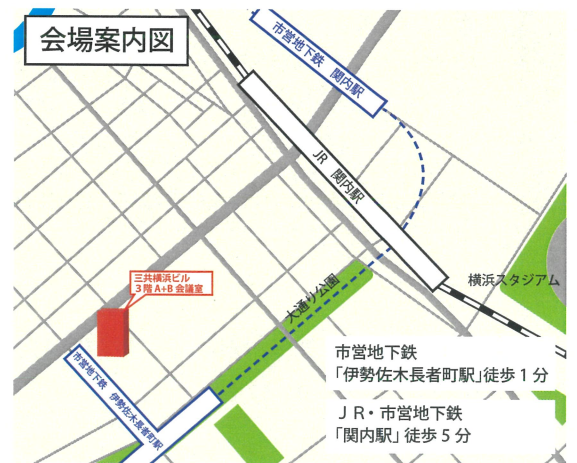 会場案内図
市営地下鉄 関内駅
JR 関内駅
横浜スタジアム
大通り公園
三共横浜ビル
3階 A+B 会議室
市営地下鉄 伊勢佐木長者町駅
市営地下鉄
「伊勢佐木長者町駅」徒歩1分
ＪＲ・市営地下鉄
「関内駅」徒歩5分